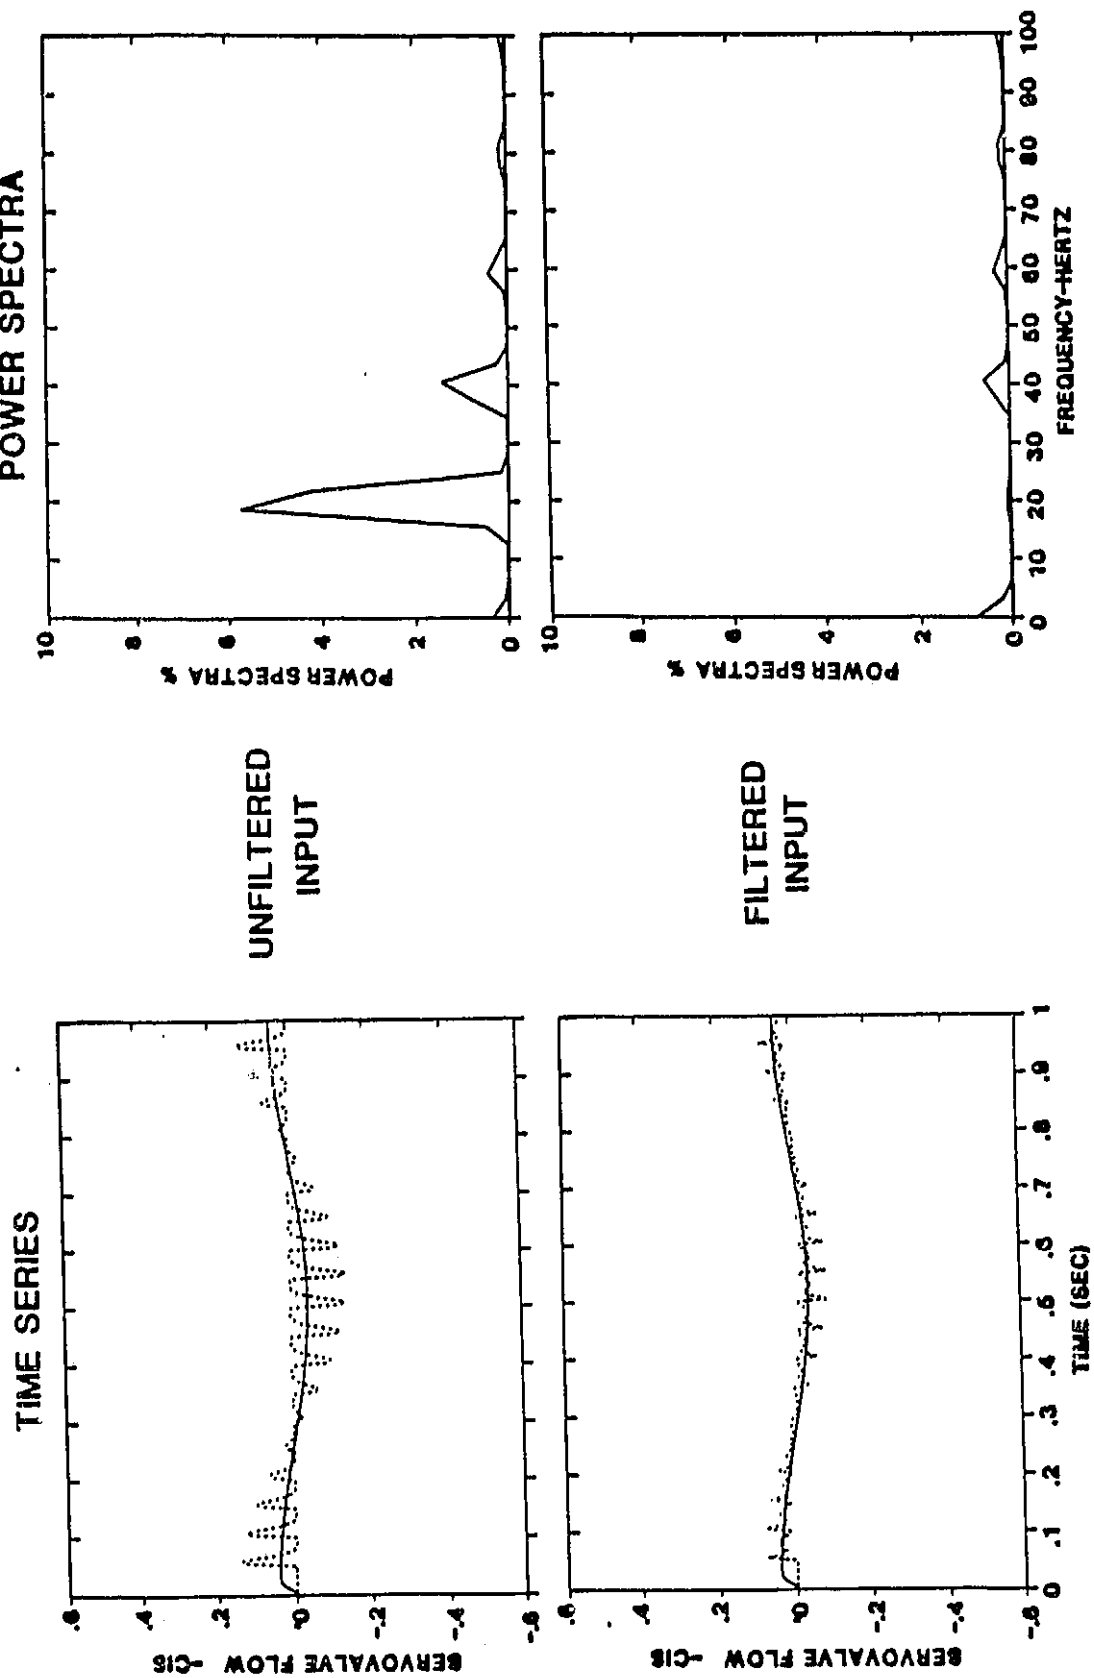 TIME SERIES
POWER SPECTRA
SERVOVALVE FLOW -CIS
.6
.4
.2
.0
-.2
-.4
-.6
UNFILTERED
INPUT
POWER SPECTRA %
10
8
6
4
2
0
SERVOVALVE FLOW -CIS
.6
.4
.2
.0
-.2
-.4
-.6
0 .1 .2 .3 .4 .5 .6 .7 .8 .9 1
TIME (SEC)
FILTERED
INPUT
POWER SPECTRA %
10
8
6
4
2
0
0 10 20 30 40 50 60 70 80 90 100
FREQUENCY-HERTZ